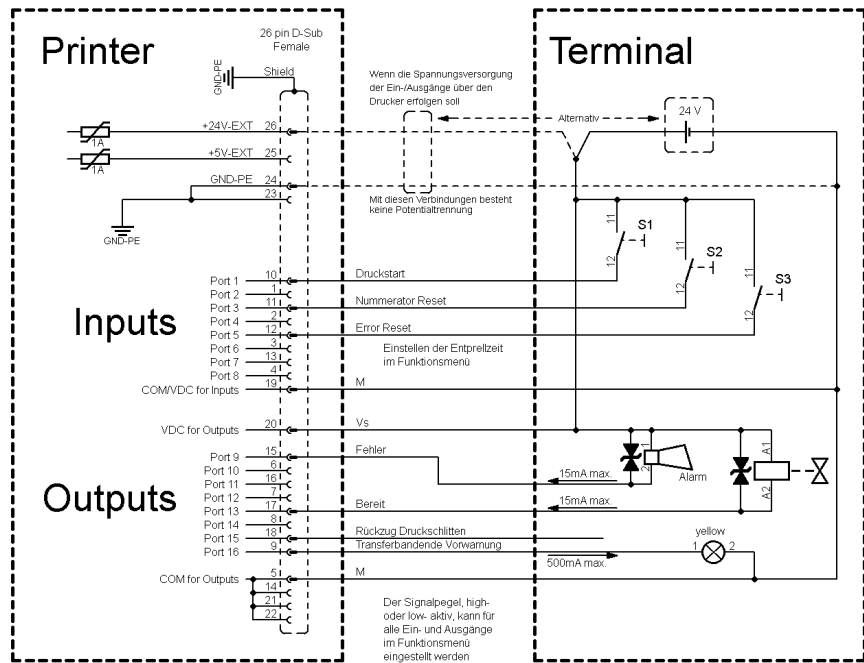 Printer
26 pin D-Sub
Female
Terminal
GND-PE
Shield
Wenn die Spannungsversorgung
der Ein-/Ausgänge über den
Drucker erfolgen soll
Alternativ
24 V
+24V-EXT 26
1A
+5V-EXT 25
1A
GND-PE 24
23
GND-PE
Mit diesen Verbindungen besteht
keine Potentialtrennung
11
12
S1
11
12
S2
11
12
S3
Inputs
Port 1 10 Druckstart
Port 2 1
Port 3 11 Nummerator Reset
Port 4 2
Port 5 12 Error Reset
Port 6 3
Port 7 13
Port 8 4
Einstellen der Entprellzeit
im Funktionsmenü
COM/VDC for Inputs 19 M
VDC for Outputs 20 Vs
Outputs
Port 9 15 Fehler
Port 10 6
Port 11 16
Port 12 7
Port 13 17 Bereit
Port 14 8
Port 15 18 Rückzug Druckschlitten
Port 16 9 Transferbandende Vorwarnung
1
2
Alarm
A1
A2
15mA max.
15mA max.
yellow
1 2
500mA max.
COM for Outputs 5 M
14
21
22
Der Signalpegel, high-
oder low- aktiv, kann für
alle Ein- und Ausgänge
im Funktionsmenü
eingestellt werden